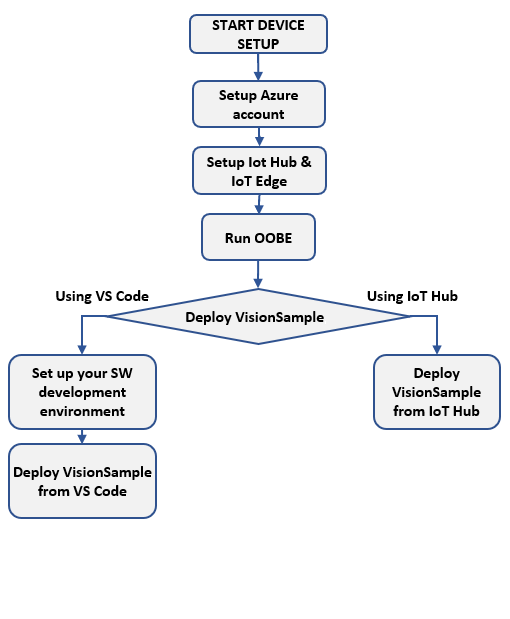 START DEVICE
SETUP
Setup Azure
account
Setup Iot Hub &
IoT Edge
Run OOBE
Using VS Code
Using IoT Hub
Deploy VisionSample
Set up your SW
development
environment
Deploy
VisionSample
from IoT Hub
Deploy VisionSample
from VS Code